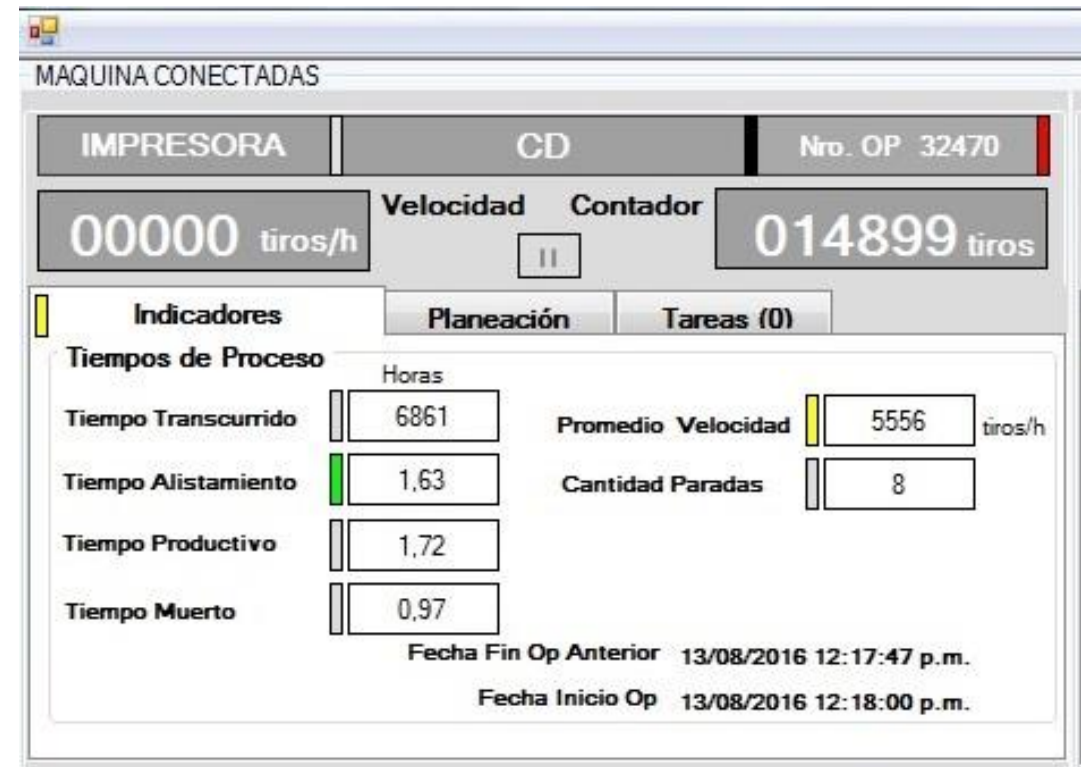 MAQUINA CONECTADAS
IMPRESORA CD Nro. OP 32470
00000 tiros/h Velocidad Contador 014899 tiros
II
Indicadores Planeación Tareas (0)
Tiempos de Proceso
Horas
Tiempo Transcurrido 6861 Promedio Velocidad 5556 tiros/h
Tiempo Alistamiento 1,63 Cantidad Paradas 8
Tiempo Productivo 1,72
Tiempo Muerto 0,97
Fecha Fin Op Anterior 13/08/2016 12:17:47 p.m.
Fecha Inicio Op 13/08/2016 12:18:00 p.m.